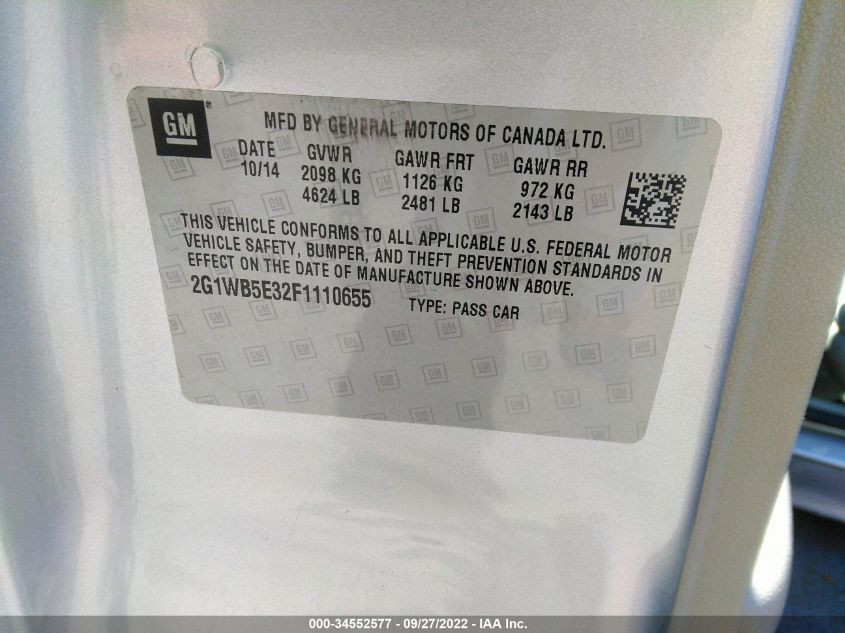 GM ®
MFD BY GENERAL MOTORS OF CANADA LTD.
DATE GVWR GAWR FRT GAWR RR
10/14 2098 KG 1126 KG 972 KG
4624 LB 2481 LB 2143 LB
THIS VEHICLE CONFORMS TO ALL APPLICABLE U.S. FEDERAL MOTOR
VEHICLE SAFETY, BUMPER, AND THEFT PREVENTION STANDARDS IN
EFFECT ON THE DATE OF MANUFACTURE SHOWN ABOVE.
2G1WB5E32F1110655 TYPE: PASS CAR
000-34552577 - 09/27/2022 - IAA Inc.